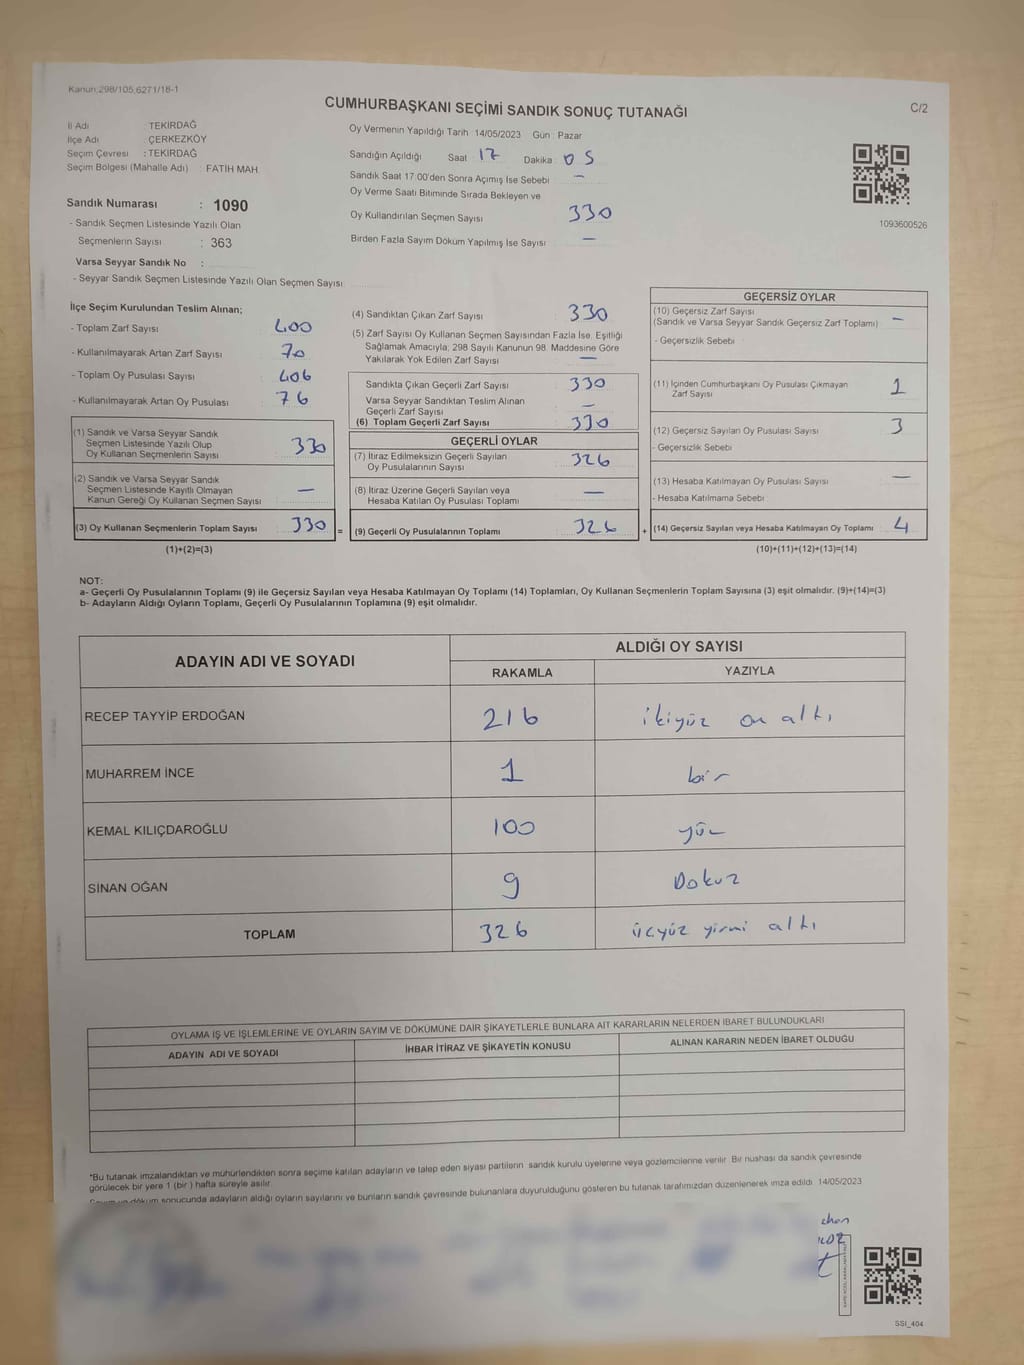 Kanun;298/105,6271/18-1
CUMHURBAŞKANI SEÇİMİ SANDIK SONUÇ TUTANAĞI
C/2
İl Adı : TEKİRDAĞ
İlçe Adı : ÇERKEZKÖY
Seçim Çevresi : TEKİRDAĞ
Seçim Bölgesi (Mahalle Adı) : FATİH MAH.
Sandık Numarası : 1090
- Sandık Seçmen Listesinde Yazılı Olan
Seçmenlerin Sayısı : 363
Varsa Seyyar Sandık No :
- Seyyar Sandık Seçmen Listesinde Yazılı Olan Seçmen Sayısı:
Oy Vermenin Yapıldığı Tarih 14/05/2023 Gün : Pazar
Sandığın Açıldığı Saat 17 Dakika : 05
Sandık Saat 17:00'den Sonra Açımış İse Sebebi —
Oy Verme Saati Bitiminde Sırada Bekleyen ve
Oy Kullandırılan Seçmen Sayısı 330
Birden Fazla Sayım Döküm Yapılmış İse Sayısı —
1093600526
İlçe Seçim Kurulundan Teslim Alınan;
- Toplam Zarf Sayısı 400
- Kullanılmayarak Artan Zarf Sayısı 70
- Toplam Oy Pusulası Sayısı 406
- Kullanılmayarak Artan Oy Pusulası 76
(1) Sandık ve Varsa Seyyar Sandık
Seçmen Listesinde Yazılı Olup
Oy Kullanan Seçmenlerin Sayısı 330
(2) Sandık ve Varsa Seyyar Sandık
Seçmen Listesinde Kayıtlı Olmayan
Kanun Gereği Oy Kullanan Seçmen Sayısı —
(3) Oy Kullanan Seçmenlerin Toplam Sayısı 330 =
(1)+(2)=(3)
(4) Sandıktan Çıkan Zarf Sayısı 330
(5) Zarf Sayısı Oy Kullanan Seçmen Sayısından Fazla İse, Eşitliği
Sağlamak Amacıyla; 298 Sayılı Kanunun 98. Maddesine Göre
Yakılarak Yok Edilen Zarf Sayısı —
Sandıkta Çıkan Geçerli Zarf Sayısı 330
Varsa Seyyar Sandıktan Teslim Alınan
Geçerli Zarf Sayısı —
(6) Toplam Geçerli Zarf Sayısı 330
GEÇERLİ OYLAR
(7) İtiraz Edilmeksizin Geçerli Sayılan
Oy Pusulalarının Sayısı 326
(8) İtiraz Üzerine Geçerli Sayılan veya
Hesaba Katılan Oy Pusulası Toplamı —
(9) Geçerli Oy Pusulalarının Toplamı 326 +
GEÇERSİZ OYLAR
(10) Geçersiz Zarf Sayısı
(Sandık ve Varsa Seyyar Sandık Geçersiz Zarf Toplamı) —
- Geçersizlik Sebebi
(11) İçinden Cumhurbaşkanı Oy Pusulası Çıkmayan
Zarf Sayısı 1
(12) Geçersiz Sayılan Oy Pusulası Sayısı 3
- Geçersizlik Sebebi
(13) Hesaba Katılmayan Oy Pusulası Sayısı —
- Hesaba Katılmama Sebebi
(14) Geçersiz Sayılan veya Hesaba Katılmayan Oy Toplamı 4
(10)+(11)+(12)+(13)=(14)
NOT:
a- Geçerli Oy Pusulalarının Toplamı (9) ile Geçersiz Sayılan veya Hesaba Katılmayan Oy Toplamı (14) Toplamları, Oy Kullanan Seçmenlerin Toplam Sayısına (3) eşit olmalıdır. (9)+(14)=(3)
b- Adayların Aldığı Oyların Toplamı, Geçerli Oy Pusulalarının Toplamına (9) eşit olmalıdır.
ADAYIN ADI VE SOYADI
ALDIĞI OY SAYISI
RAKAMLA YAZIYLA
RECEP TAYYİP ERDOĞAN 216 ikiyüz on altı
MUHARREM İNCE 1 bir
KEMAL KILIÇDAROĞLU 100 yüz
SİNAN OĞAN 9 Dokuz
TOPLAM 326 üçyüz yirmi altı
OYLAMA İŞ VE İŞLEMLERİNE VE OYLARIN SAYIM VE DÖKÜMÜNE DAİR ŞİKAYETLERLE BUNLARA AİT KARARLARIN NELERDEN İBARET BULUNDUKLARI
ADAYIN ADI VE SOYADI İHBAR İTİRAZ VE ŞİKAYETİN KONUSU ALINAN KARARIN NEDEN İBARET OLDUĞU
*Bu tutanak imzalandıktan ve mühürlendikten sonra seçime katılan adayların ve talep eden siyasi partilerin sandık kurulu üyelerine veya gözlemcilerine verilir. Bir nüshası da sandık çevresinde
görülecek bir yere 1 (bir) hafta süreyle asılır.
döküm sonucunda adayların aldığı oyların sayılarını ve bunların sandık çevresinde bulunanlara duyurulduğunu gösteren bu tutanak tarafımızdan düzenlenerek imza edildi. 14/05/2023
SSI_404